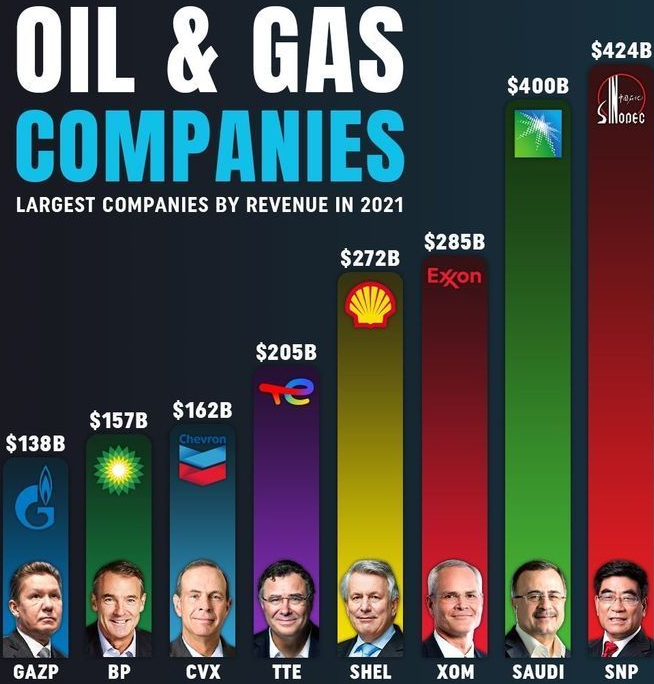 OIL & GAS
COMPANIES
LARGEST COMPANIES BY REVENUE IN 2021
$138B
$157B
Chevron
$162B
$205B
$272B
$285B
Exxon
$400B
$424B
SINOPEC
GAZP
BP
CVX
TTE
SHEL
XOM
SAUDI
SNP